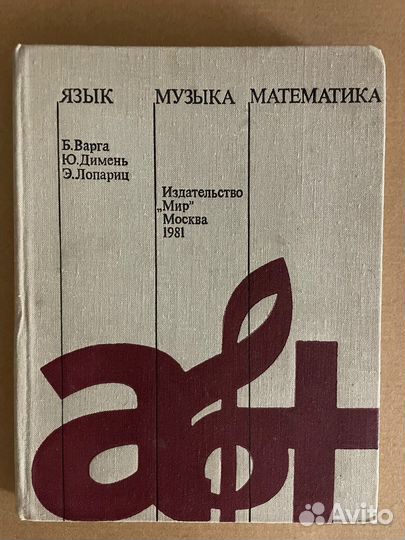 ЯЗЫК
МУЗЫКА
МАТЕМАТИКА
Б.Варга
Ю.Димень
Э.Лопариц
Издательство
„Мир”
Москва
1981
a +
Avito